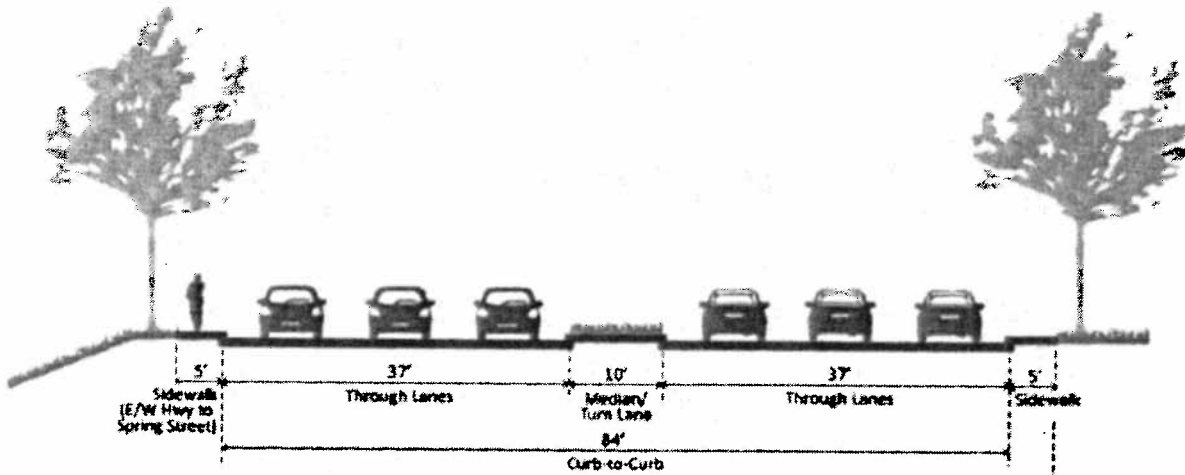 5' 37' 10' 37' 5'
Sidewalk Through Lanes Median/ Through Lanes Sidewalk
(E/W Hwy to Turn Lane
Spring Street)
84'
Curb-to-Curb